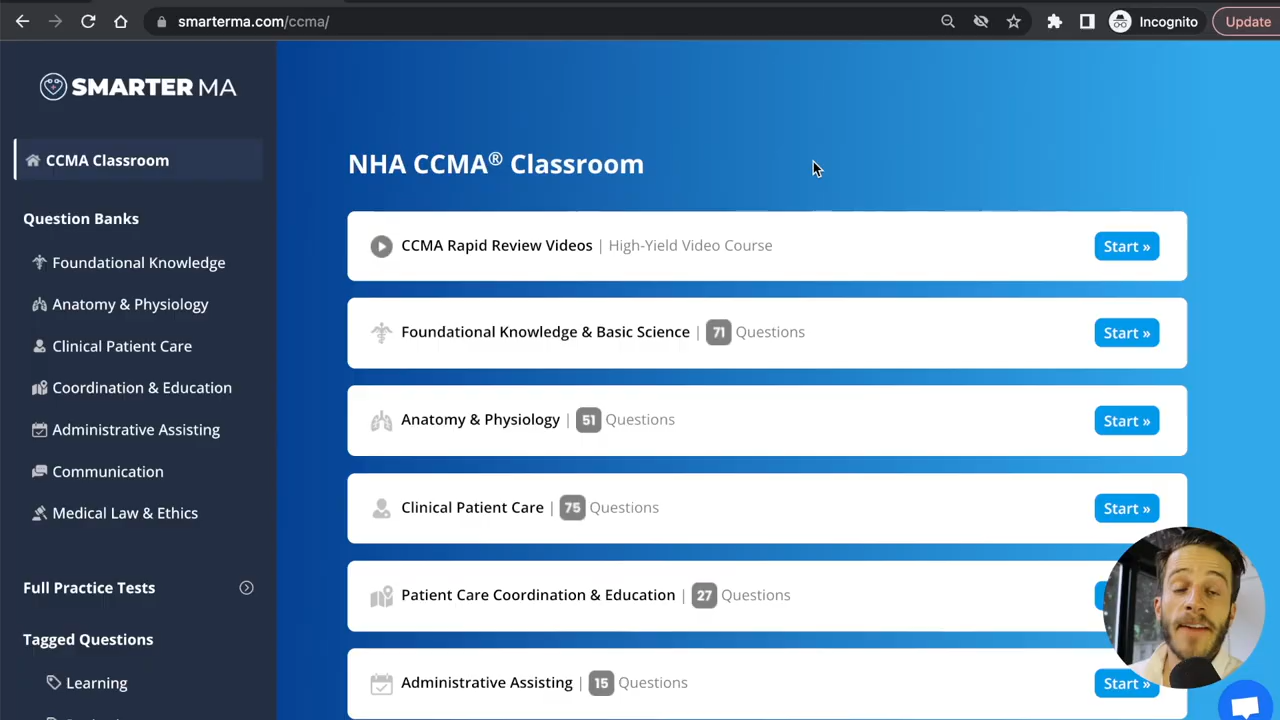 smarterma.com/ccma/
Incognito
Update
SMARTER MA
CCMA Classroom
Question Banks
Foundational Knowledge
Anatomy & Physiology
Clinical Patient Care
Coordination & Education
Administrative Assisting
Communication
Medical Law & Ethics
Full Practice Tests
Tagged Questions
Learning
NHA CCMA® Classroom
CCMA Rapid Review Videos | High-Yield Video Course Start »
Foundational Knowledge & Basic Science | 71 Questions Start »
Anatomy & Physiology | 51 Questions Start »
Clinical Patient Care | 75 Questions Start »
Patient Care Coordination & Education | 27 Questions
Administrative Assisting | 15 Questions Start »